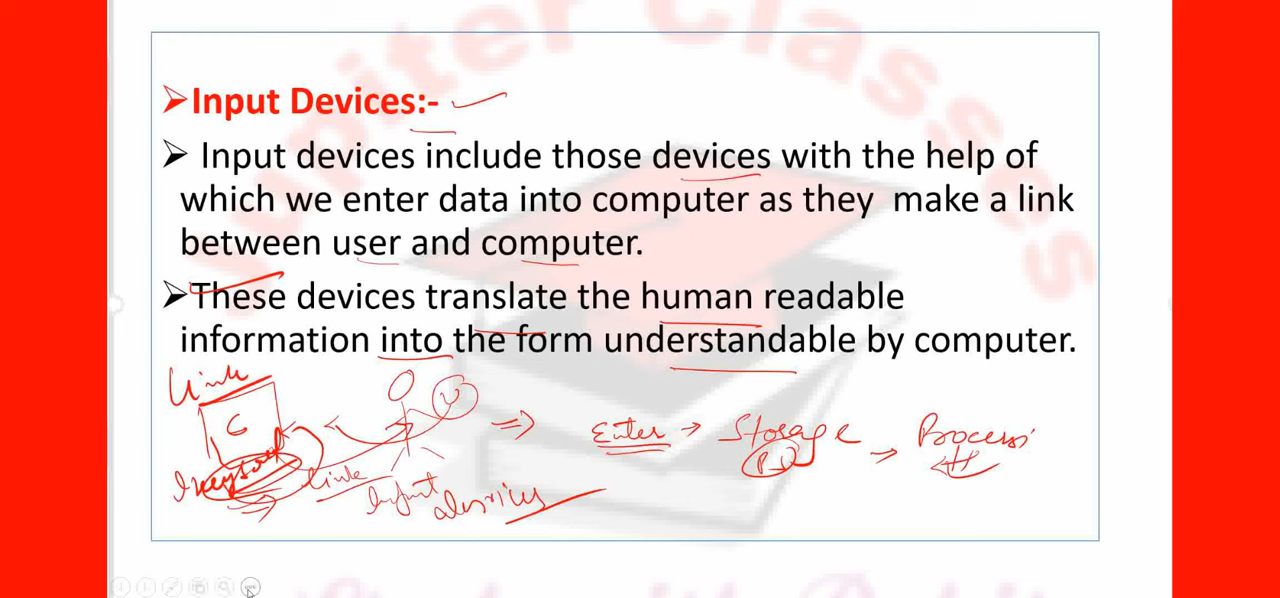 ➤Input Devices:-
➤ Input devices include those devices with the help of
which we enter data into computer as they make a link
between user and computer.
➤These devices translate the human readable
information into the form understandable by computer.
Link
C U ⇒ Enter → Storage → Process
Keyboard link Input devices